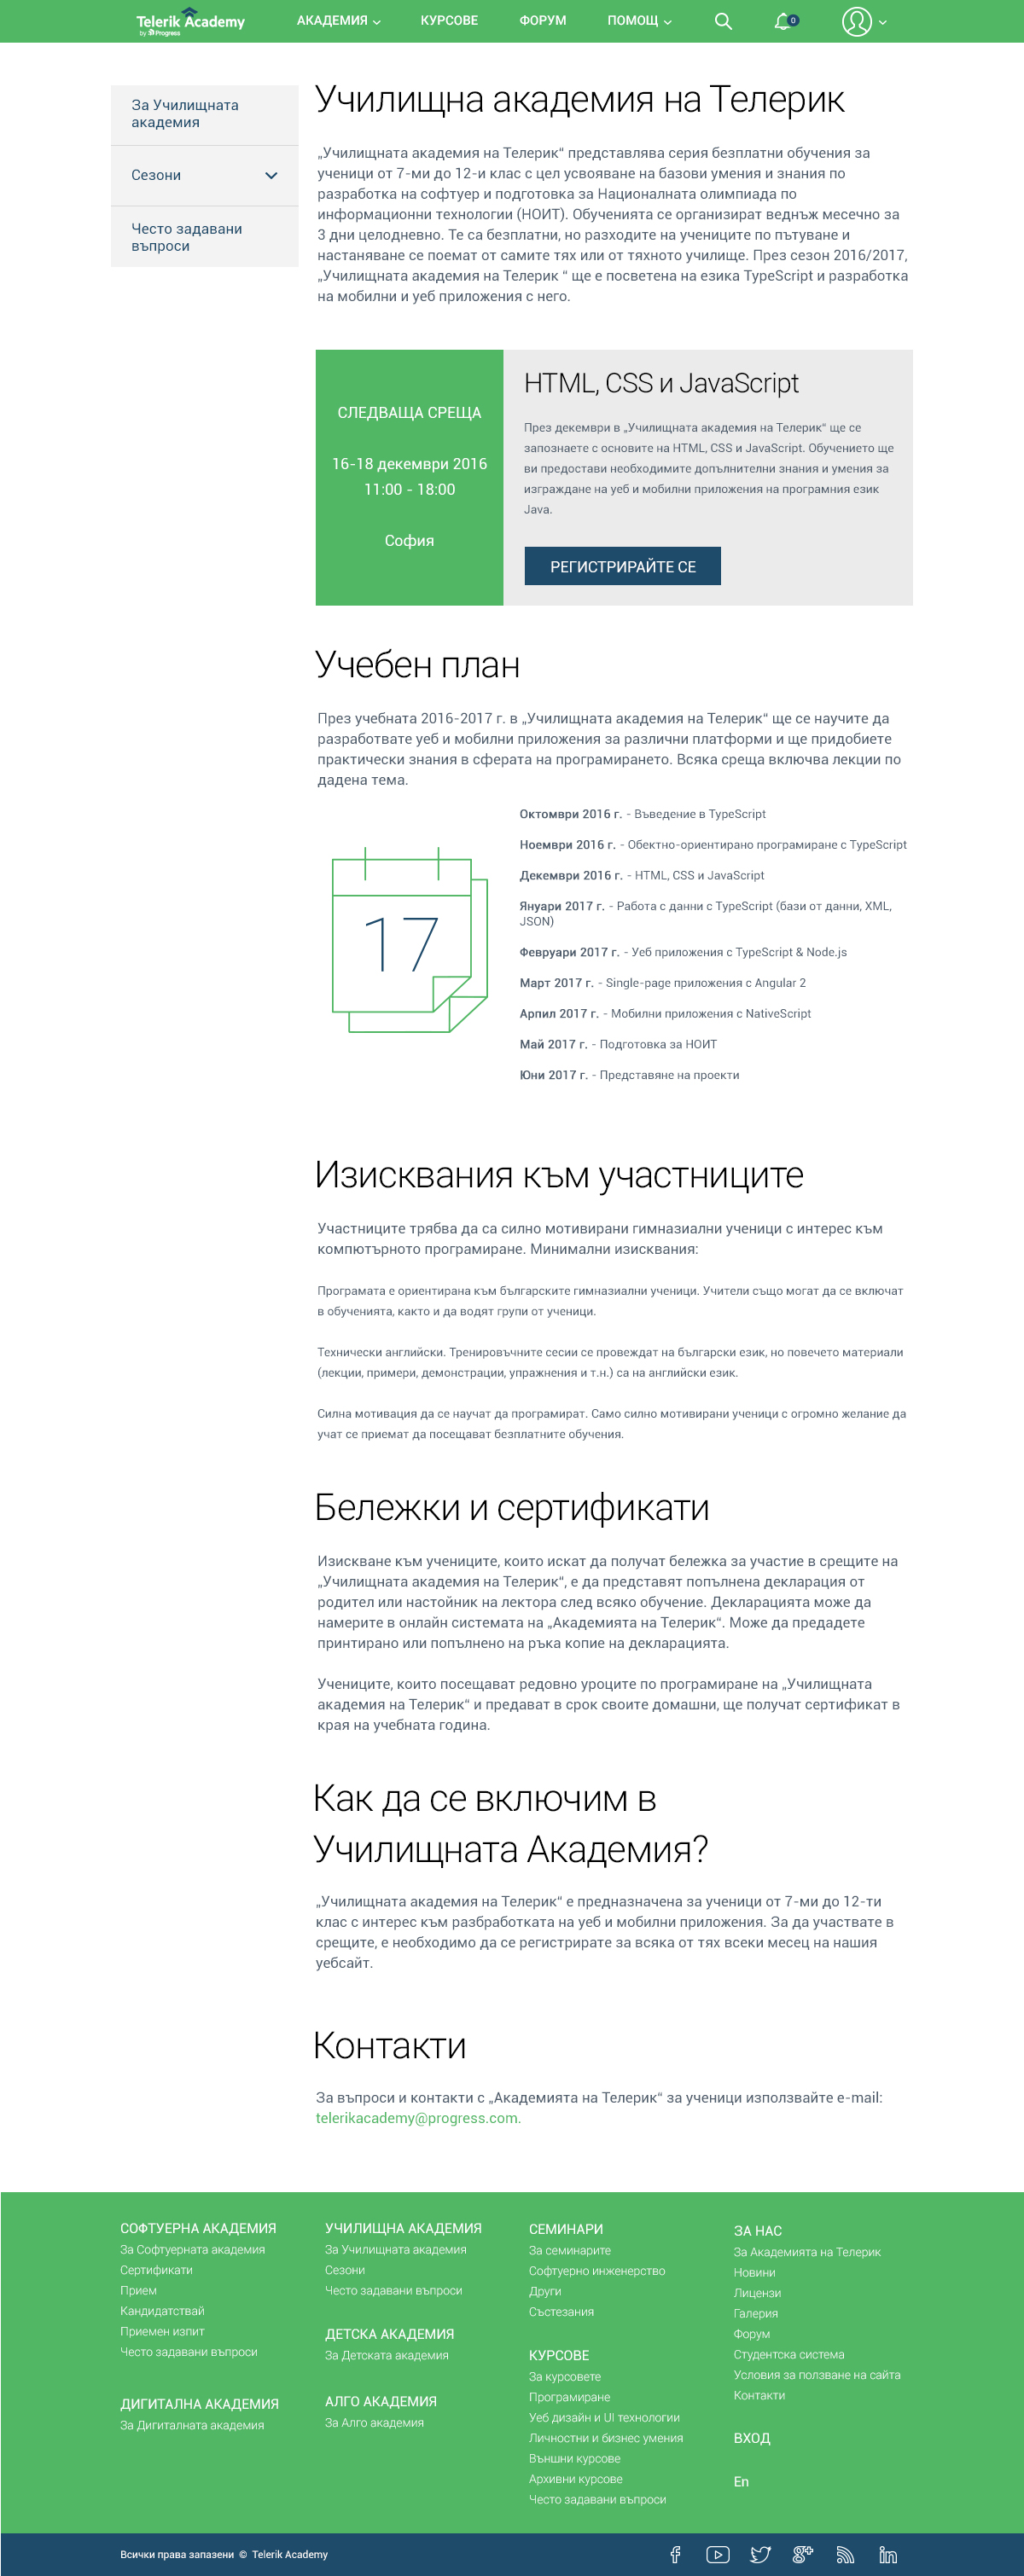 Telerik Academy
by Progress
АКАДЕМИЯ
КУРСОВЕ
ФОРУМ
ПОМОЩ
0
За Училищната
академия
Сезони
Често задавани
въпроси
Училищна академия на Телерик
„Училищната академия на Телерик“ представлява серия безплатни обучения за
ученици от 7-ми до 12-и клас с цел усвояване на базови умения и знания по
разработка на софтуер и подготовка за Националната олимпиада по
информационни технологии (НОИТ). Обученията се организират веднъж месечно за
3 дни целодневно. Те са безплатни, но разходите на учениците по пътуване и
настаняване се поемат от самите тях или от тяхното училище. През сезон 2016/2017,
„Училищната академия на Телерик “ ще е посветена на езика TypeScript и разработка
на мобилни и уеб приложения с него.
СЛЕДВАЩА СРЕЩА
16-18 декември 2016
11:00 - 18:00
София
HTML, CSS и JavaScript
През декември в „Училищната академия на Телерик“ ще се
запознаете с основите на HTML, CSS и JavaScript. Обучението ще
ви предостави необходимите допълнителни знания и умения за
изграждане на уеб и мобилни приложения на програмния език
Java.
РЕГИСТРИРАЙТЕ СЕ
Учебен план
През учебната 2016-2017 г. в „Училищната академия на Телерик“ ще се научите да
разработвате уеб и мобилни приложения за различни платформи и ще придобиете
практически знания в сферата на програмирането. Всяка среща включва лекции по
дадена тема.
17
Октомври 2016 г. - Въведение в TypeScript
Ноември 2016 г. - Обектно-ориентирано програмиране с TypeScript
Декември 2016 г. - HTML, CSS и JavaScript
Януари 2017 г. - Работа с данни с TypeScript (бази от данни, XML,
JSON)
Февруари 2017 г. - Уеб приложения с TypeScript & Node.js
Март 2017 г. - Single-page приложения с Angular 2
Арпил 2017 г. - Мобилни приложения с NativeScript
Май 2017 г. - Подготовка за НОИТ
Юни 2017 г. - Представяне на проекти
Изисквания към участниците
Участниците трябва да са силно мотивирани гимназиални ученици с интерес към
компютърното програмиране. Минимални изисквания:
Програмата е ориентирана към българските гимназиални ученици. Учители също могат да се включат
в обученията, както и да водят групи от ученици.
Технически английски. Тренировъчните сесии се провеждат на български език, но повечето материали
(лекции, примери, демонстрации, упражнения и т.н.) са на английски език.
Силна мотивация да се научат да програмират. Само силно мотивирани ученици с огромно желание да
учат се приемат да посещават безплатните обучения.
Бележки и сертификати
Изискване към учениците, които искат да получат бележка за участие в срещите на
„Училищната академия на Телерик“, е да представят попълнена декларация от
родител или настойник на лектора след всяко обучение. Декларацията може да
намерите в онлайн системата на „Академията на Телерик“. Може да предадете
принтирано или попълнено на ръка копие на декларацията.
Учениците, които посещават редовно уроците по програмиране на „Училищната
академия на Телерик“ и предават в срок своите домашни, ще получат сертификат в
края на учебната година.
Как да се включим в
Училищната Академия?
„Училищната академия на Телерик“ е предназначена за ученици от 7-ми до 12-ти
клас с интерес към разбработката на уеб и мобилни приложения. За да участвате в
срещите, е необходимо да се регистрирате за всяка от тях всеки месец на нашия
уебсайт.
Контакти
За въпроси и контакти с „Академията на Телерик“ за ученици използвайте e-mail:
telerikacademy@progress.com.
СОФТУЕРНА АКАДЕМИЯ
За Софтуерната академия
Сертификати
Прием
Кандидатствай
Приемен изпит
Често задавани въпроси
ДИГИТАЛНА АКАДЕМИЯ
За Дигиталната академия
УЧИЛИЩНА АКАДЕМИЯ
За Училищната академия
Сезони
Често задавани въпроси
ДЕТСКА АКАДЕМИЯ
За Детската академия
АЛГО АКАДЕМИЯ
За Алго академия
СЕМИНАРИ
За семинарите
Софтуерно инженерство
Други
Състезания
КУРСОВЕ
За курсовете
Програмиране
Уеб дизайн и UI технологии
Личностни и бизнес умения
Външни курсове
Архивни курсове
Често задавани въпроси
ЗА НАС
За Академията на Телерик
Новини
Лицензи
Галерия
Форум
Студентска система
Условия за ползване на сайта
Контакти
ВХОД
En
Всички права запазени © Telerik Academy